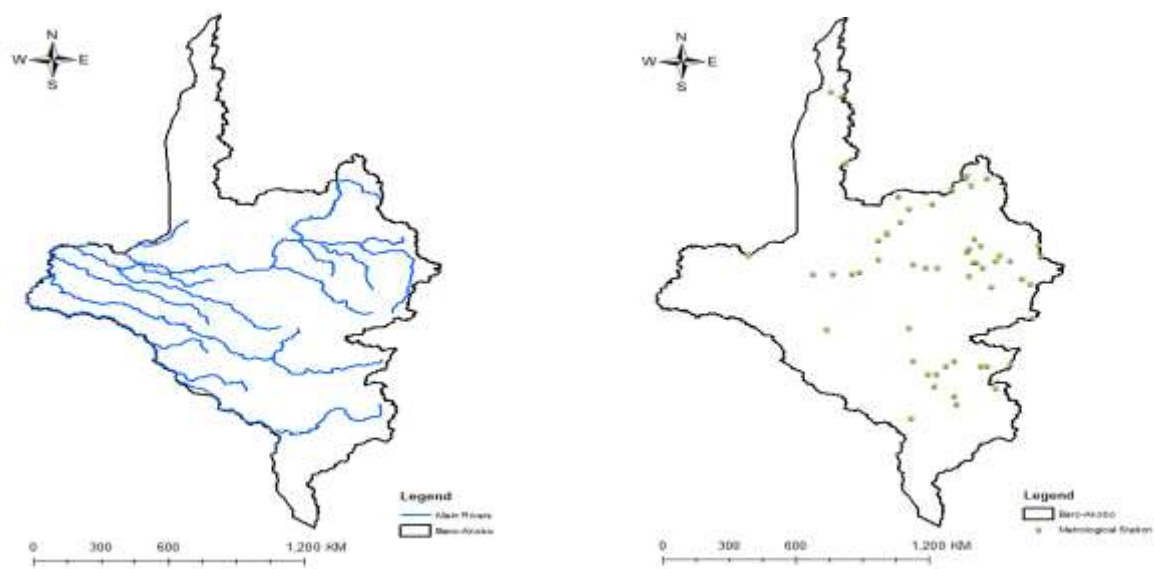 N
W E
S
Legend
Main Rivers
Baro-Akobo
0 300 600 1,200 KM
N
W E
S
Legend
Baro-Akobo
Metrological Station
0 300 600 1,200 KM